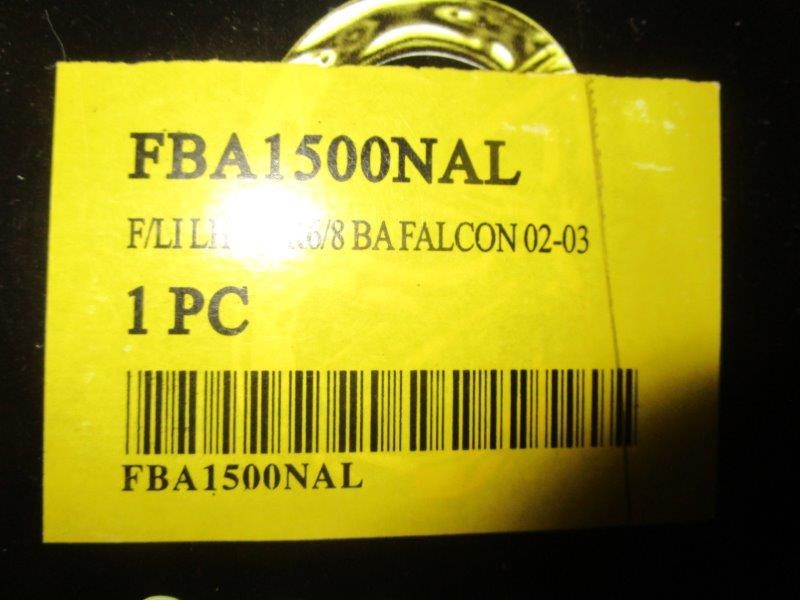 FBA1500NAL
F/LI LH BA FALCON 02-03
1 PC
FBA1500NAL